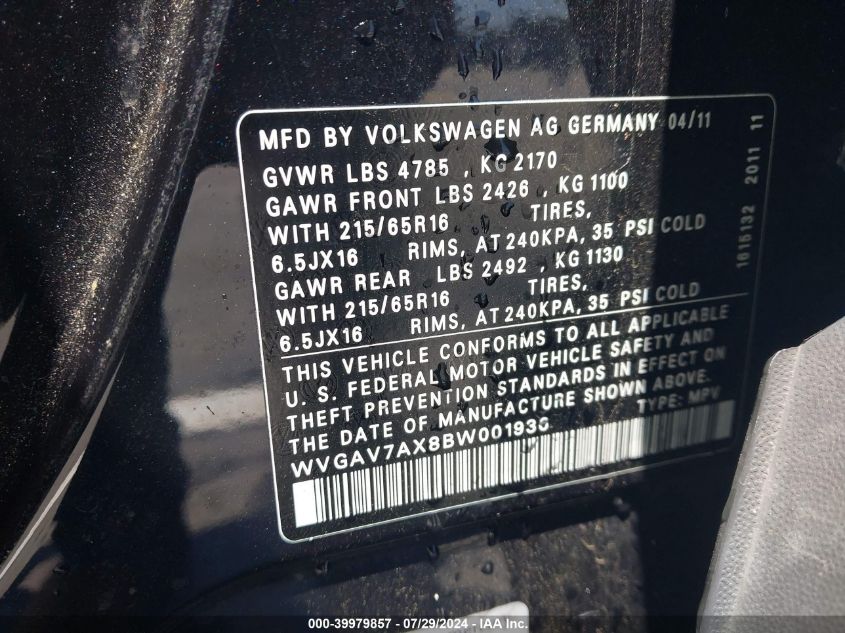 MFD BY VOLKSWAGEN AG GERMANY 04/11
GVWR LBS 4785 , KG 2170
GAWR FRONT LBS 2426 , KG 1100
WITH 215/65R16 TIRES,
6.5JX16 RIMS, AT 240KPA, 35 PSI COLD
GAWR REAR LBS 2492 , KG 1130
WITH 215/65R16 TIRES,
6.5JX16 RIMS, AT 240KPA, 35 PSI COLD
THIS VEHICLE CONFORMS TO ALL APPLICABLE
U. S. FEDERAL MOTOR VEHICLE SAFETY AND
THEFT PREVENTION STANDARDS IN EFFECT ON
THE DATE OF MANUFACTURE SHOWN ABOVE.
WVGAV7AX8BW001936 TYPE: MPV
1615132 2011 11
000-39979857 - 07/29/2024 - IAA, Inc.